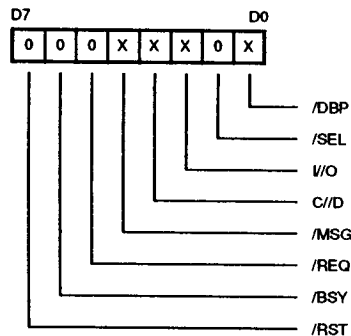 D7 D0
0 0 0 X X X 0 X
/DBP
/SEL
I//O
C//D
/MSG
/REQ
/BSY
/RST